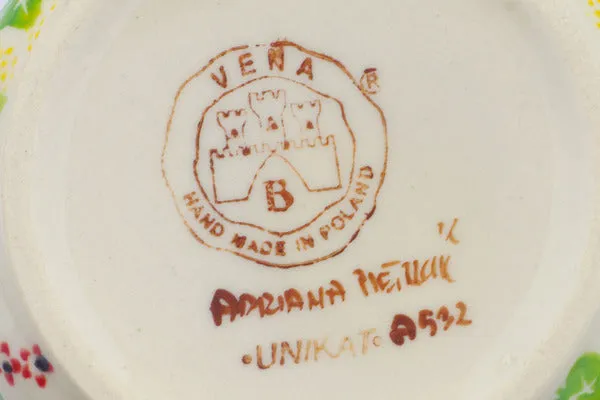 VENA
®
B
HAND MADE IN POLAND
ADRIANA
UNIKAT A532